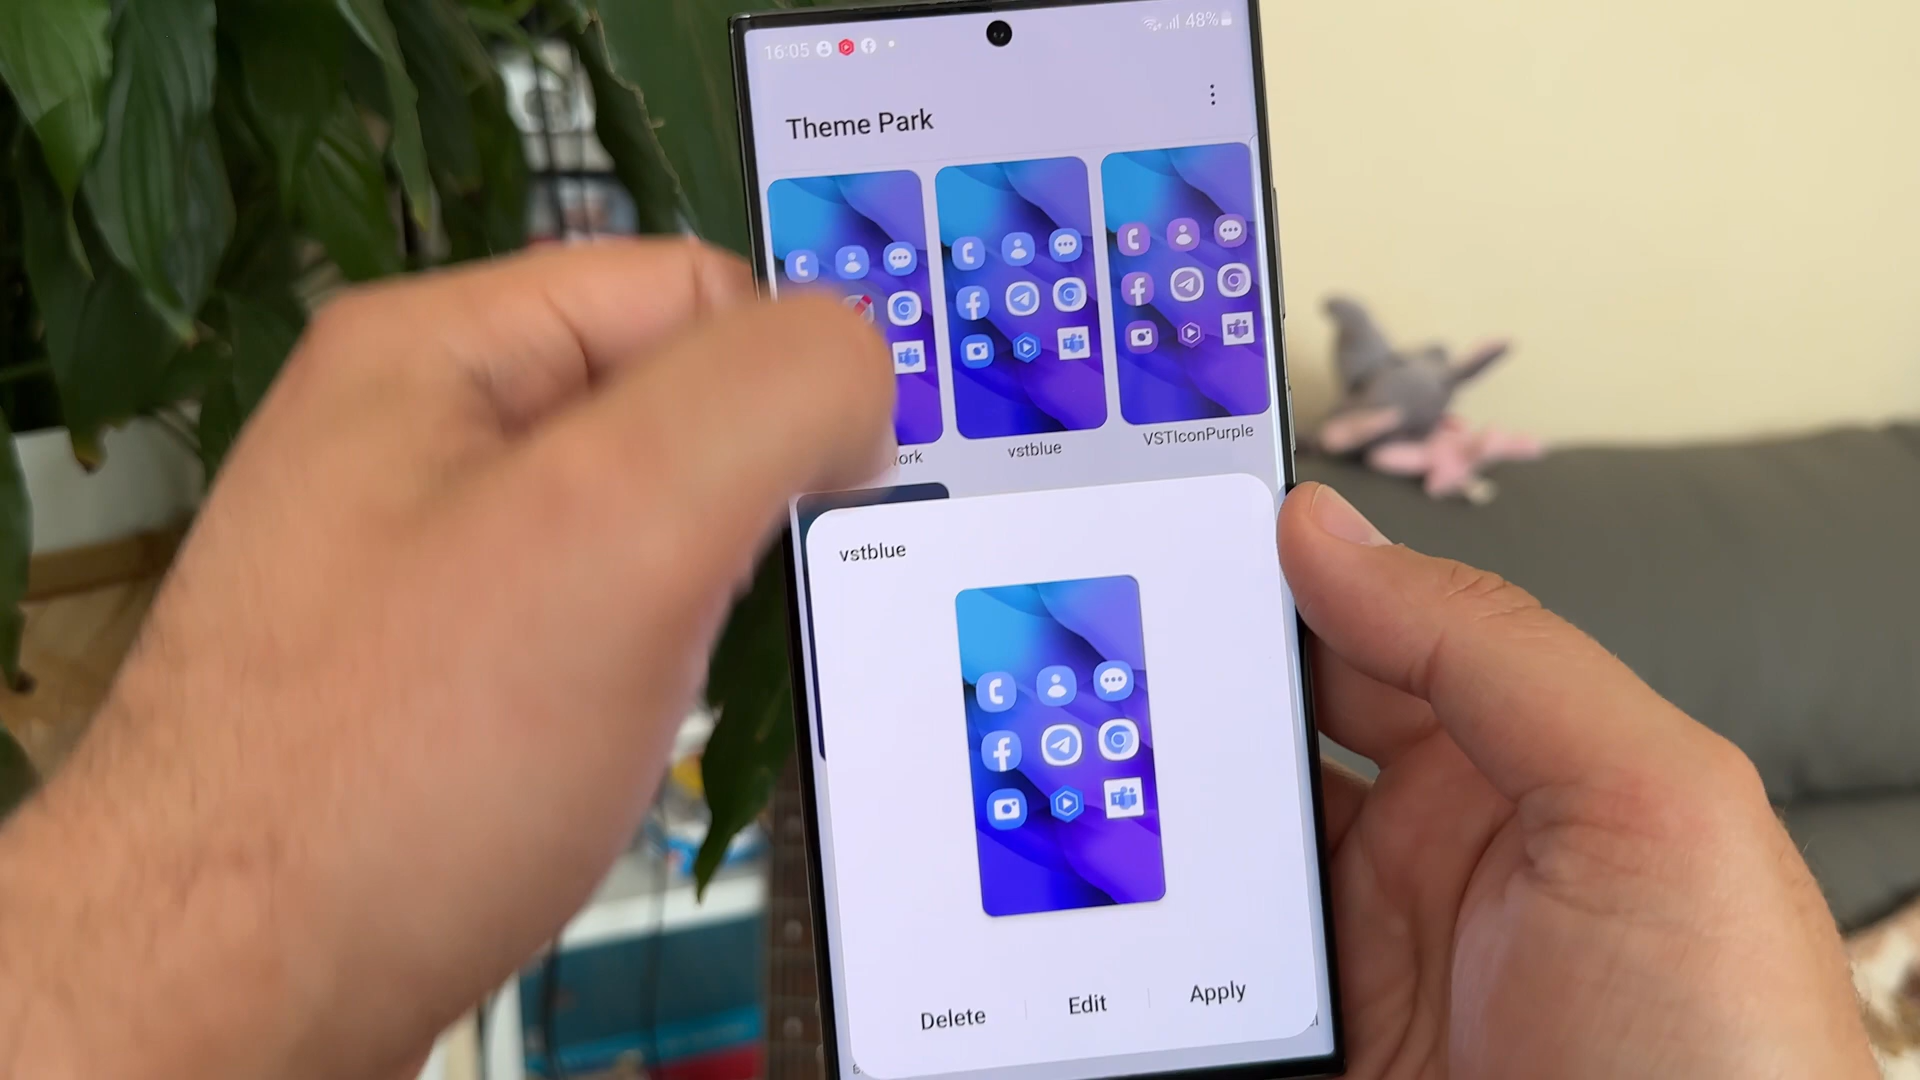 16:05
48%
Theme Park
ork
vstblue
VSTIconPurple
vstblue
Delete
Edit
Apply